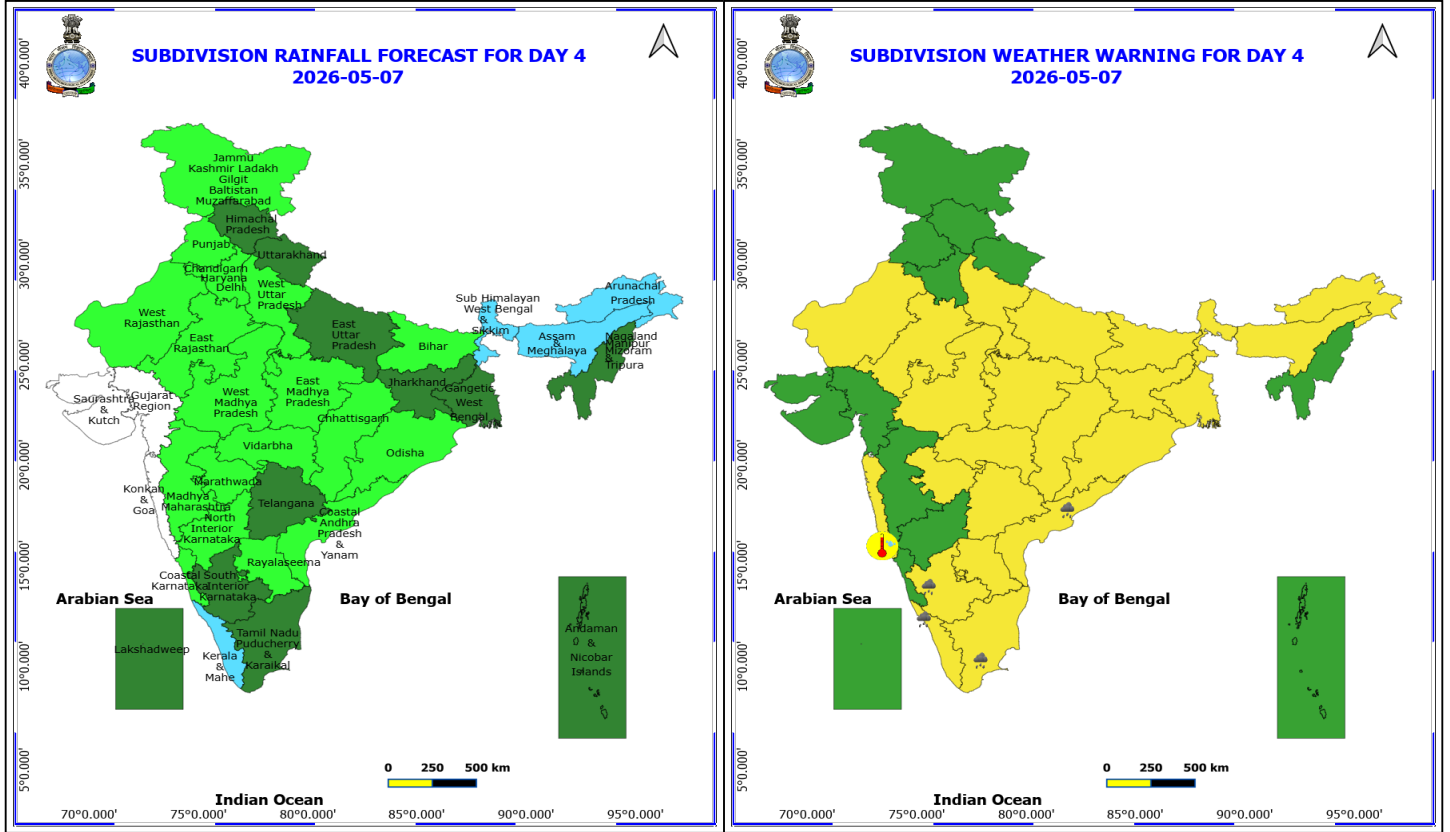 SUBDIVISION RAINFALL FORECAST FOR DAY 4
2026-05-07
40°0.000'
35°0.000'
30°0.000'
25°0.000'
20°0.000'
15°0.000'
10°0.000'
5°0.000'
Jammu
Kashmir Ladakh
Gilgit
Baltistan
Muzaffarabad
Himachal
Pradesh
Punjab
Uttarakhand
Chandigarh
Haryana
Delhi
West
Uttar
Pradesh
West
Rajasthan
East
Rajasthan
East
Uttar
Pradesh
Bihar
Sub Himalayan
West Bengal
&
Sikkim
Arunachal
Pradesh
Assam
&
Meghalaya
Nagaland
Manipur
Mizoram
&
Tripura
Saurashtra
&
Kutch
Gujarat
Region
West
Madhya
Pradesh
East
Madhya
Pradesh
Jharkhand
Gangetic
West
Bengal
Chhattisgarh
Vidarbha
Odisha
Konkan
&
Goa
Madhya
Maharashtra
Marathwada
Telangana
North
Interior
Karnataka
Coastal
Andhra
Pradesh
&
Yanam
Rayalaseema
Coastal
Karnataka
South
Interior
Karnataka
Arabian Sea
Bay of Bengal
Lakshadweep
Kerala
&
Mahe
Tamil Nadu
Puducherry
&
Karaikal
Andaman
&
Nicobar
Islands
0 250 500 km
Indian Ocean
70°0.000' 75°0.000' 80°0.000' 85°0.000' 90°0.000' 95°0.000'
SUBDIVISION WEATHER WARNING FOR DAY 4
2026-05-07
40°0.000'
35°0.000'
30°0.000'
25°0.000'
20°0.000'
15°0.000'
10°0.000'
5°0.000'
Arabian Sea
Bay of Bengal
0 250 500 km
Indian Ocean
70°0.000' 75°0.000' 80°0.000' 85°0.000' 90°0.000' 95°0.000'